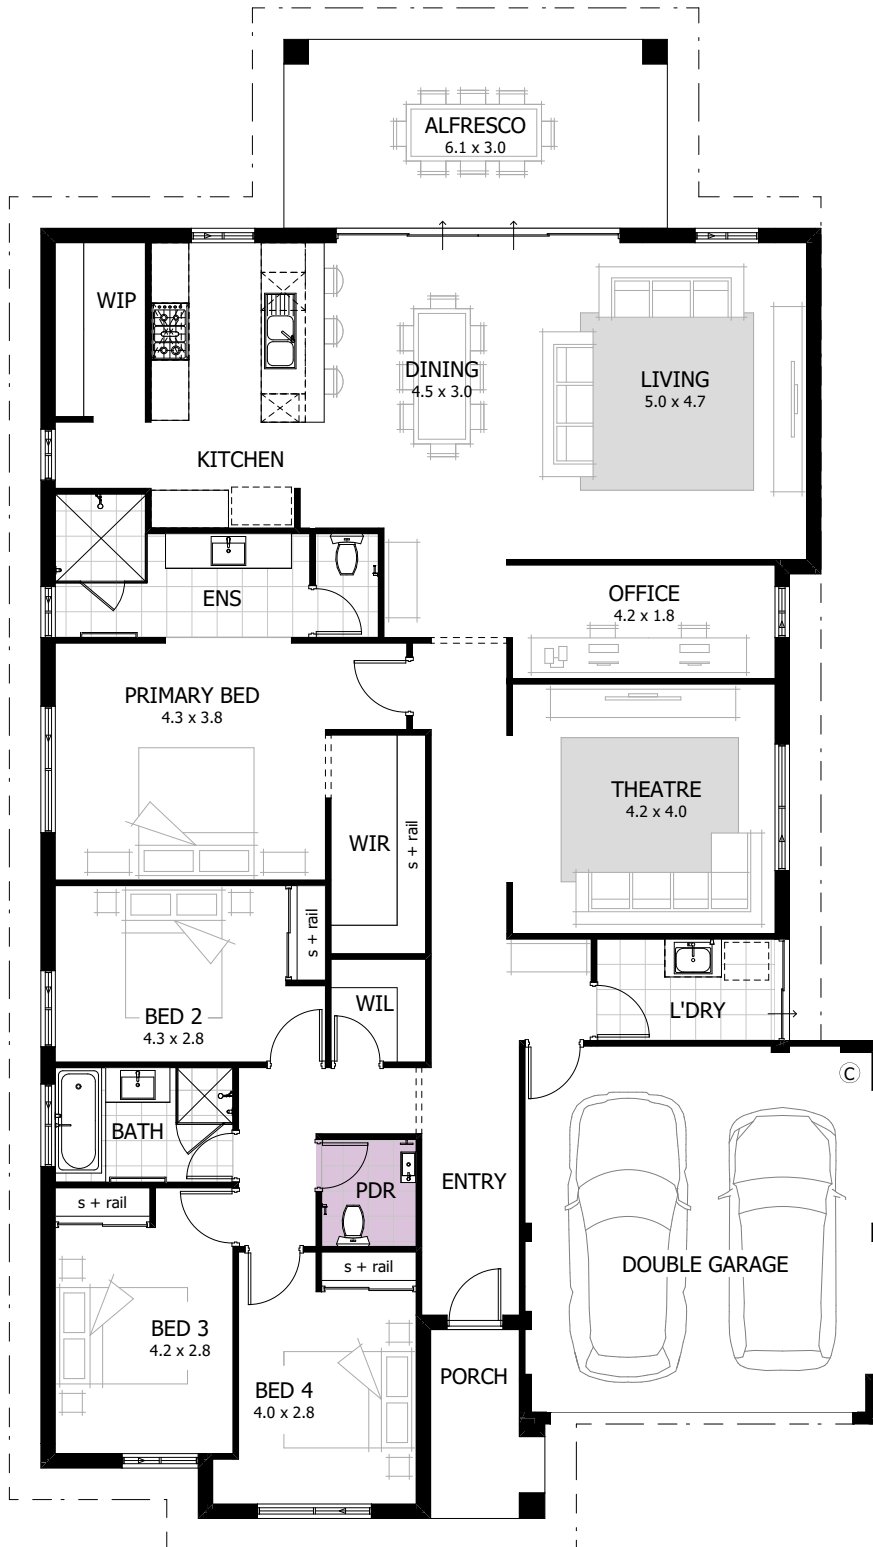 ALFRESCO
6.1 x 3.0
WIP
DINING
4.5 x 3.0
LIVING
5.0 x 4.7
KITCHEN
ENS
OFFICE
4.2 x 1.8
PRIMARY BED
4.3 x 3.8
THEATRE
4.2 x 4.0
WIR
s + rail
s + rail
BED 2
4.3 x 2.8
WIL
L'DRY
C
BATH
PDR
ENTRY
s + rail
DOUBLE GARAGE
s + rail
BED 3
4.2 x 2.8
BED 4
4.0 x 2.8
PORCH